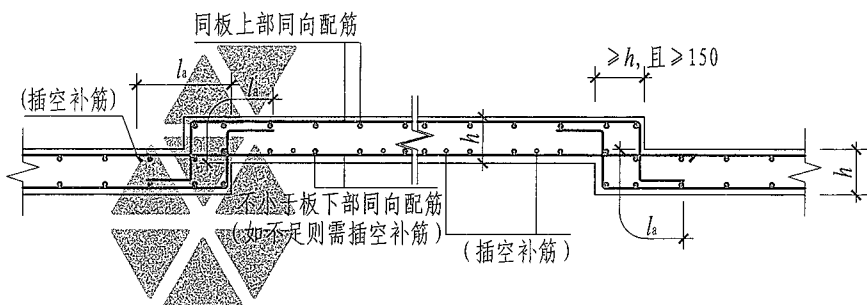 同板上部同向配筋
la
la
≥h,且≥150
(插空补筋)
h
h
不小于板下部同向配筋
(如不足则需插空补筋)
(插空补筋)
la